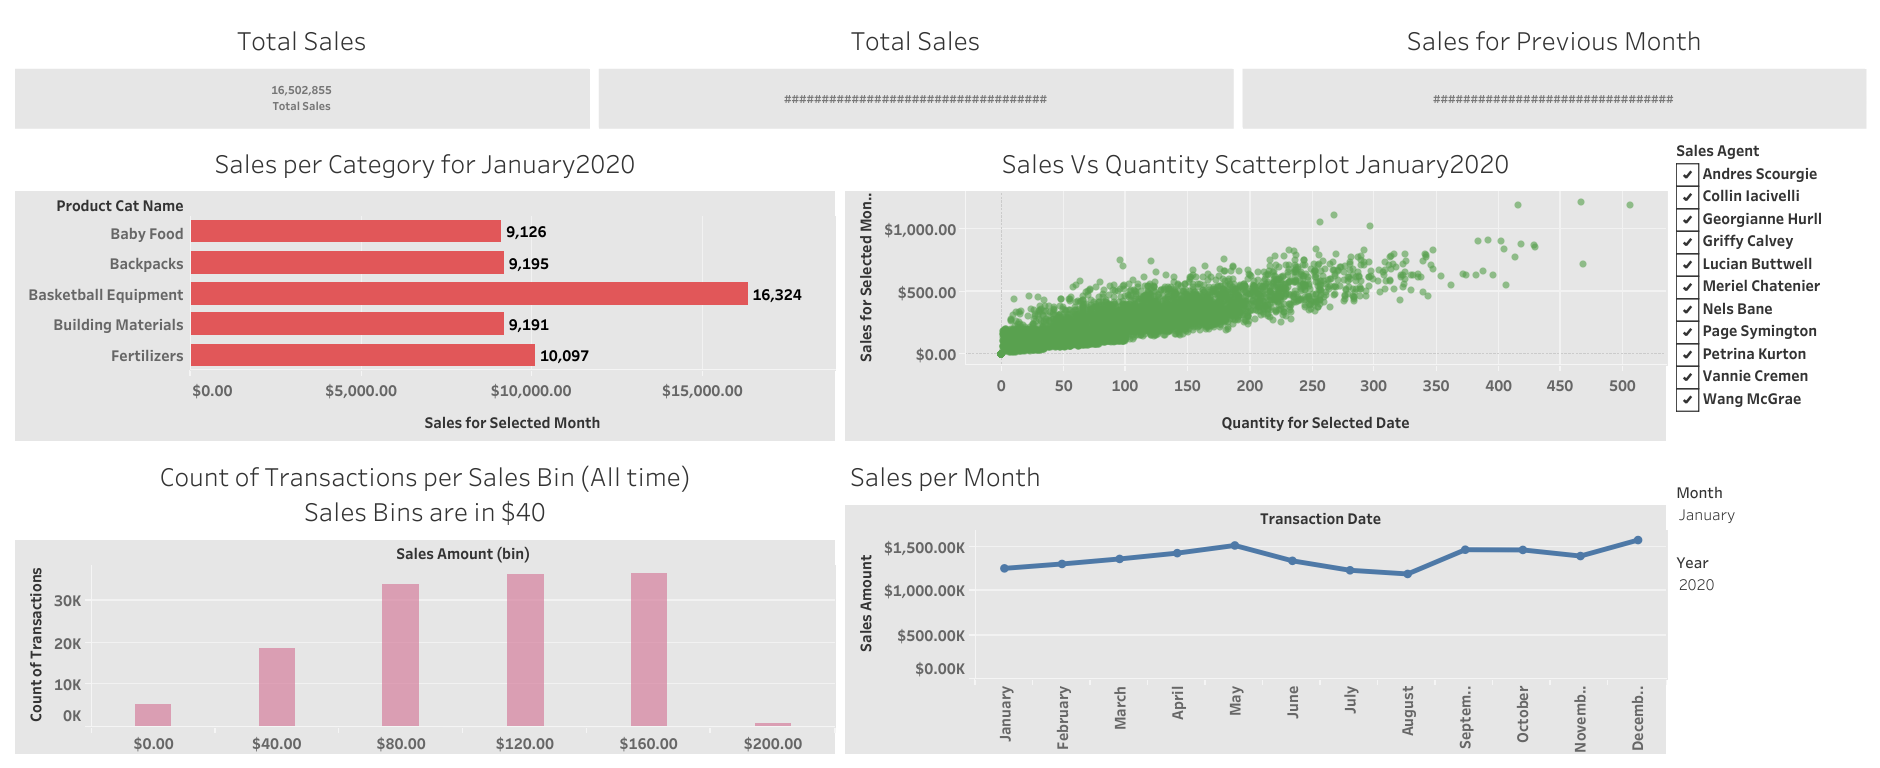 Total Sales
Total Sales
Sales for Previous Month
16,502,855
Total Sales
###################################
################################
Sales per Category for January2020
Product Cat Name
Baby Food
9,126
Backpacks
9,195
Basketball Equipment
16,324
Building Materials
9,191
Fertilizers
10,097
$0.00
$5,000.00
$10,000.00
$15,000.00
Sales for Selected Month
Sales Vs Quantity Scatterplot January2020
Sales for Selected Mon..
$1,000.00
$500.00
$0.00
0
50
100
150
200
250
300
350
400
450
500
Quantity for Selected Date
Sales Agent
Andres Scourgie
Collin Iacivelli
Georgianne Hurll
Griffy Calvey
Lucian Buttwell
Meriel Chatenier
Nels Bane
Page Symington
Petrina Kurton
Vannie Cremen
Wang McGrae
Count of Transactions per Sales Bin (All time)
Sales Bins are in $40
Sales Amount (bin)
Count of Transactions
30K
20K
10K
0K
$0.00
$40.00
$80.00
$120.00
$160.00
$200.00
Sales per Month
Transaction Date
Sales Amount
$1,500.00K
$1,000.00K
$500.00K
$0.00K
January
February
March
April
May
June
July
August
Septem..
October
Novemb..
Decemb..
Month
January
Year
2020